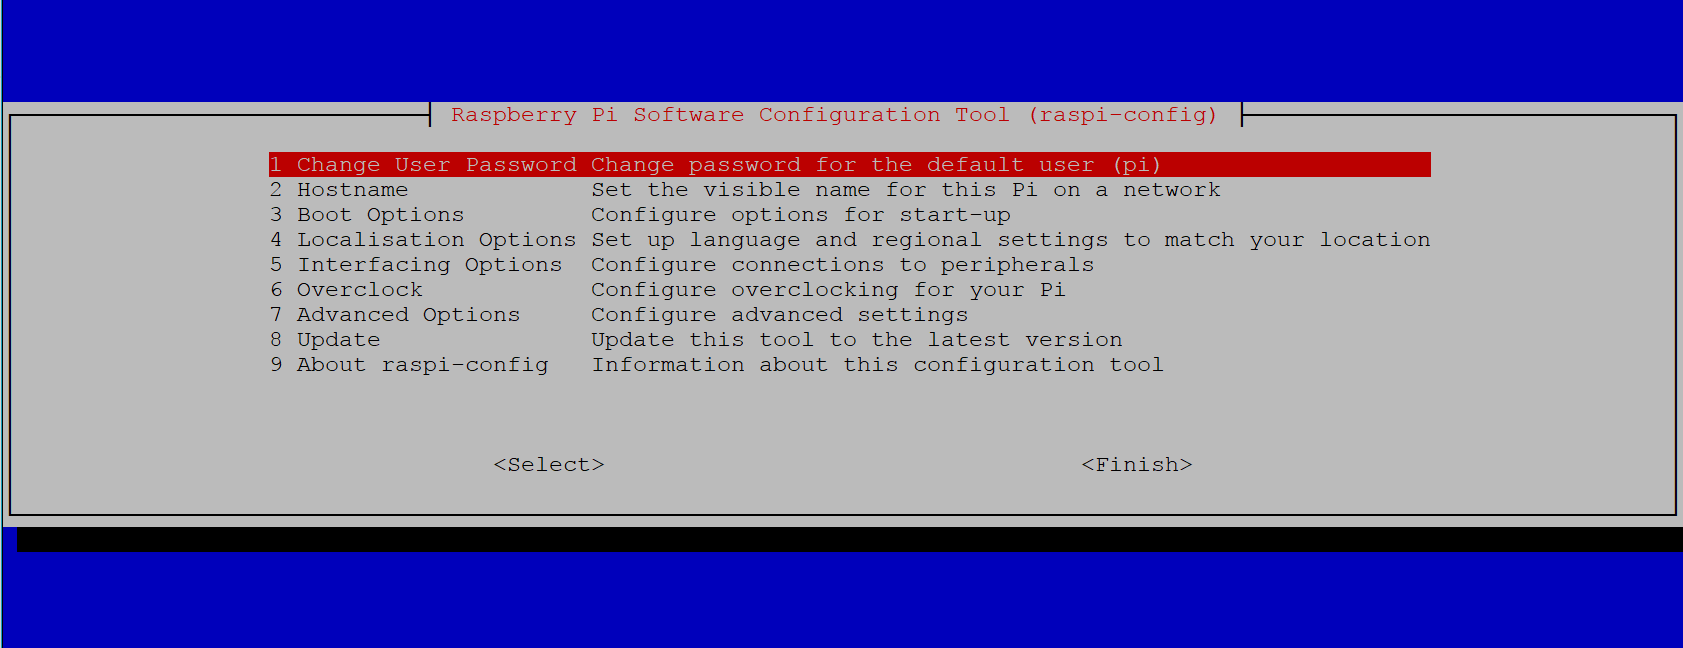 Raspberry Pi Software Configuration Tool (raspi-config)
1 Change User Password Change password for the default user (pi)
2 Hostname Set the visible name for this Pi on a network
3 Boot Options Configure options for start-up
4 Localisation Options Set up language and regional settings to match your location
5 Interfacing Options Configure connections to peripherals
6 Overclock Configure overclocking for your Pi
7 Advanced Options Configure advanced settings
8 Update Update this tool to the latest version
9 About raspi-config Information about this configuration tool
<Select> <Finish>